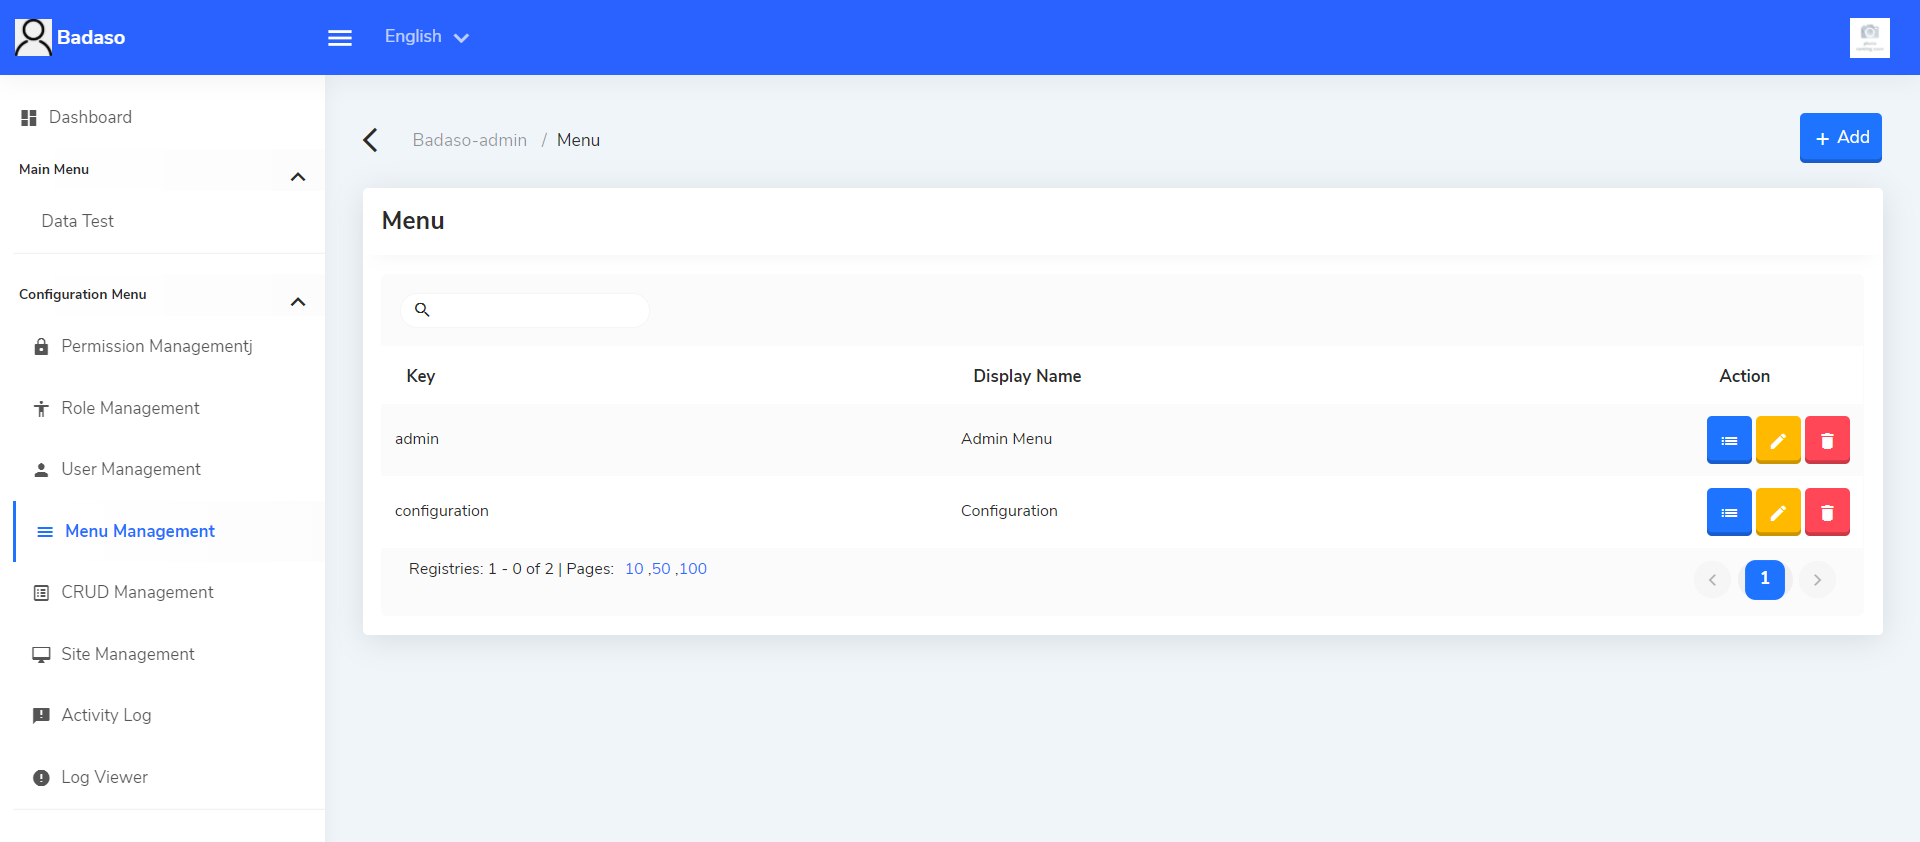 Badaso
English
Dashboard
Main Menu
Data Test
Configuration Menu
Permission Managementj
Role Management
User Management
Menu Management
CRUD Management
Site Management
Activity Log
Log Viewer
Badaso-admin / Menu
+ Add
Menu
Key Display Name Action
admin Admin Menu
configuration Configuration
Registries: 1 - 0 of 2 | Pages: 10 ,50 ,100
1